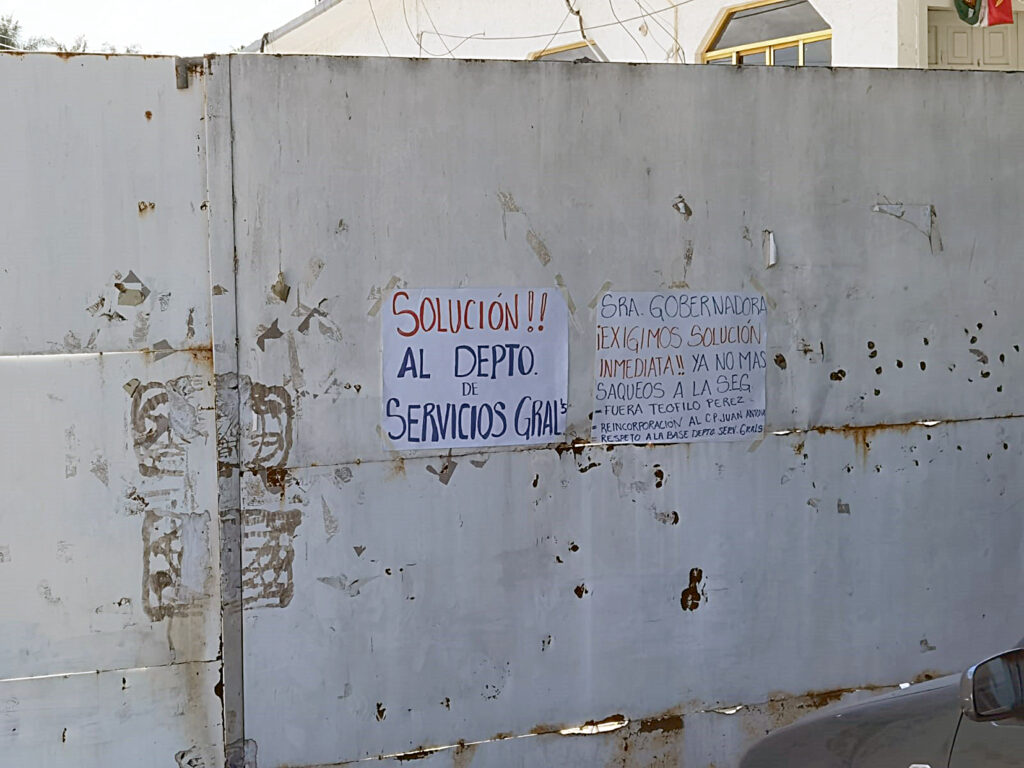 SOLUCIÓN!!
AL DEPTO.
DE
SERVICIOS GRAL'S
SRA. GOBERNADORA
¡EXIGIMOS SOLUCIÓN
INMEDIATA!! YA NO MAS
SAQUEOS A LA SEG
- FUERA TEOFILO PEREZ -
- REINCORPORACION AL C.P. JUAN ANTONIO
- RESPETO A LA BASE DEPTO. SERV. GRAL'S